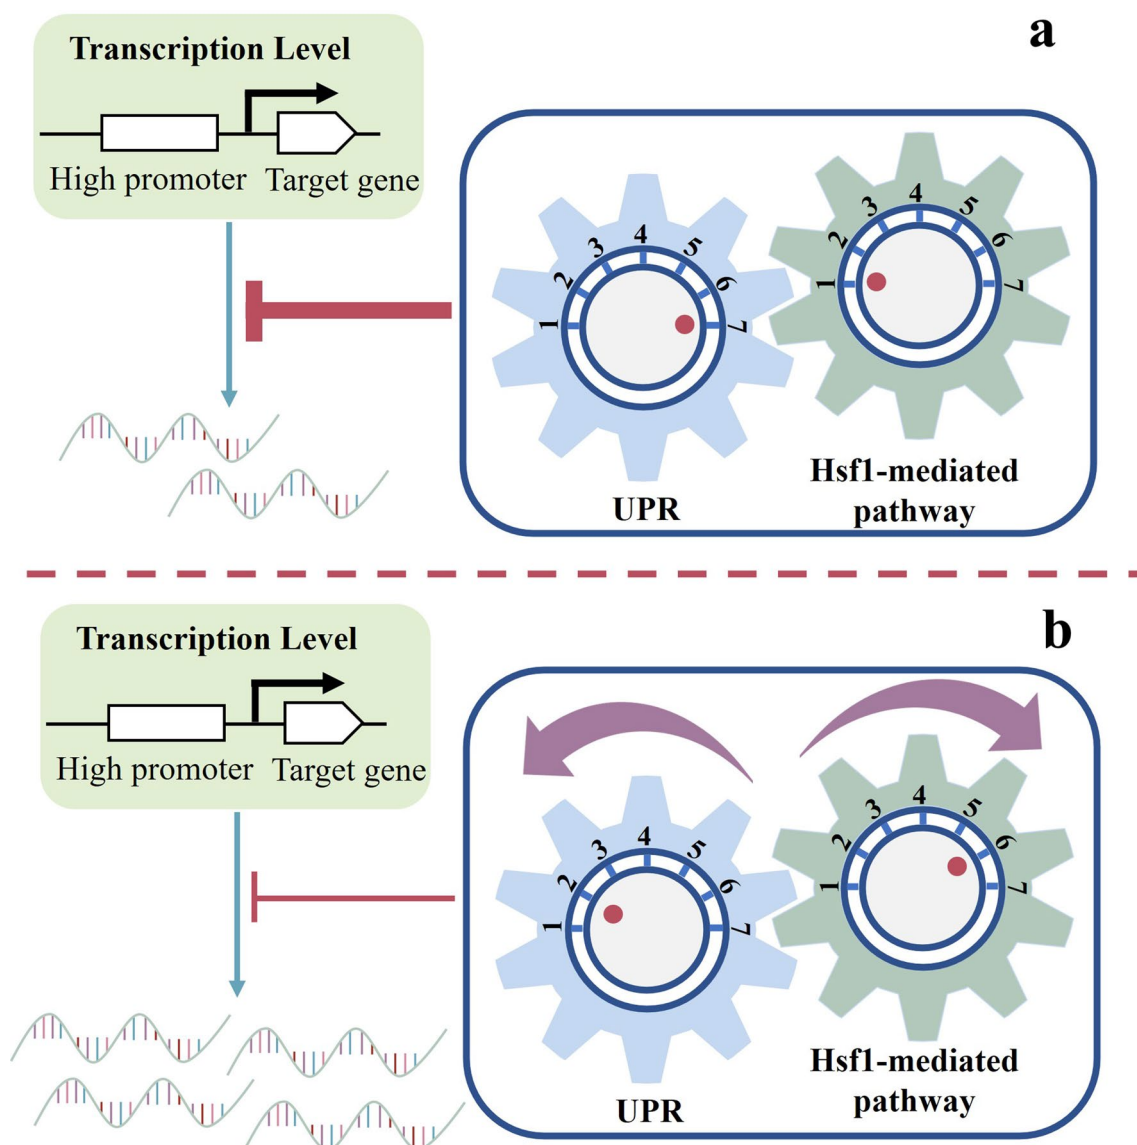 a
Transcription Level
High promoter Target gene
1 2 3 4 5 6 7
1 2 3 4 5 6 7
UPR
Hsf1-mediated
pathway
b
Transcription Level
High promoter Target gene
1 2 3 4 5 6 7
1 2 3 4 5 6 7
UPR
Hsf1-mediated
pathway